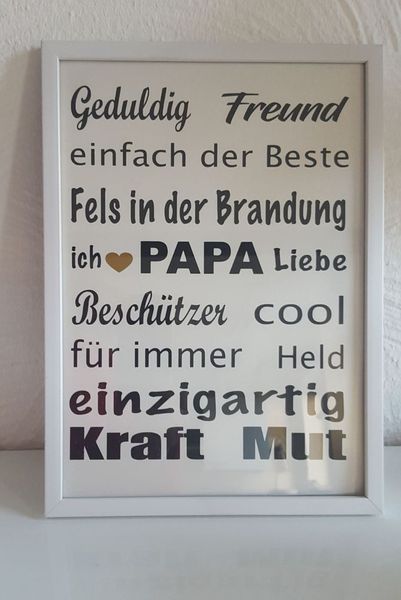 Geduldig Freund
einfach der Beste
Fels in der Brandung
ich ♥ PAPA Liebe
Beschützer cool
für immer Held
einzigartig
Kraft Mut